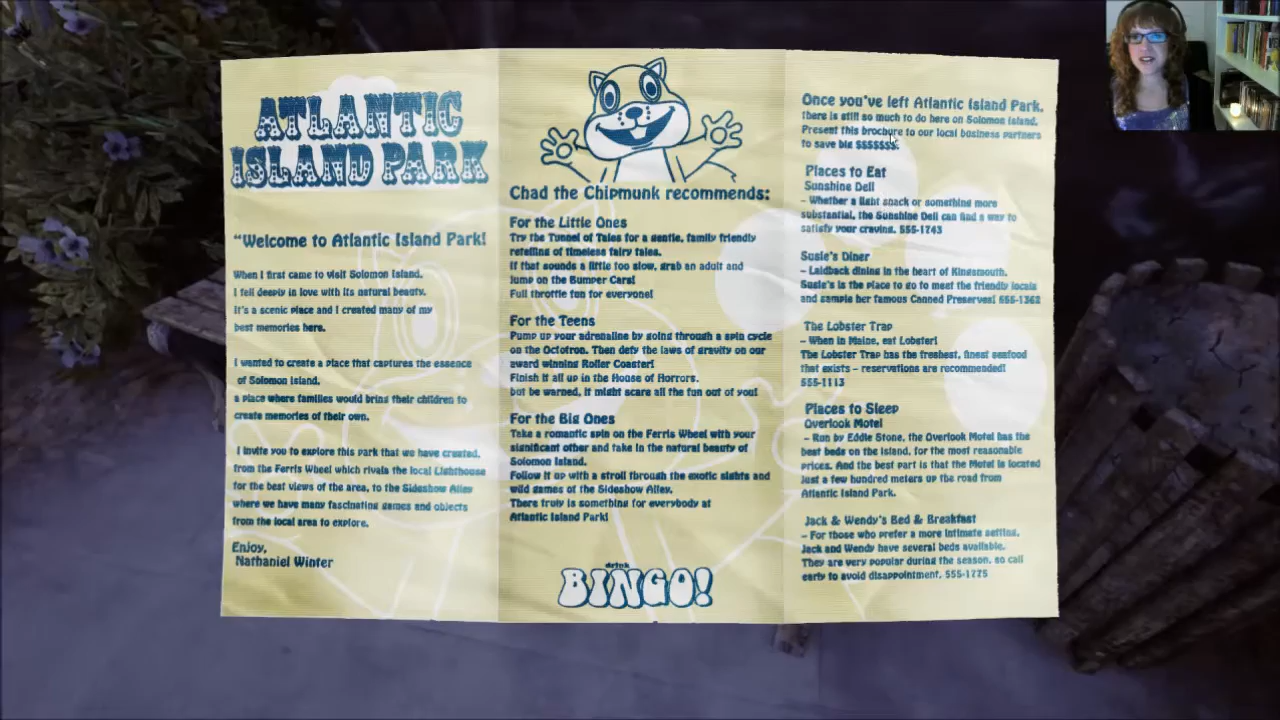 ATLANTIC
ISLAND PARK
"Welcome to Atlantic Island Park!
When I first came to visit Solomon Island,
I fell deeply in love with its natural beauty.
It's a scenic place and I created many of my
best memories here.
I wanted to create a place that captures the essence
of Solomon Island,
a place where families would bring their children to
create memories of their own.
I invite you to explore this park that we have created,
from the Ferris Wheel which rivals the local Lighthouse
for the best views of the area, to the Sideshow Alley
where we have many fascinating games and objects
from the local area to explore.
Enjoy,
Nathaniel Winter
Chad the Chipmunk recommends:
For the Little Ones
Try the Tunnel of Tales for a gentle, family friendly
retelling of timeless fairy tales.
If that sounds a little too slow, grab an adult and
jump on the Bumper Cars!
Full throttle fun for everyone!
For the Teens
Pump up your adrenaline by going through a spin cycle
on the Octotron. Then defy the laws of gravity on our
award winning Roller Coaster!
Finish it all up in the House of Horrors,
but be warned, it might scare all the fun out of you!
For the Big Ones
Take a romantic spin on the Ferris Wheel with your
significant other and take in the natural beauty of
Solomon Island.
Follow it up with a stroll through the exotic sights and
wild games of the Sideshow Alley.
There truly is something for everybody at
Atlantic Island Park!
drink
BINGO!
Once you've left Atlantic Island Park,
there is still so much to do here on Solomon Island.
Present this brochure to our local business partners
to save big $$$$$$$.
Places to Eat
Sunshine Deli
- Whether a light snack or something more
substantial, the Sunshine Deli can find a way to
satisfy your craving. 555-1743
Susie's Diner
- Laidback dining in the heart of Kingsmouth.
Susie's is the place to go to meet the friendly locals
and sample her famous Canned Preserves! 555-1362
The Lobster Trap
- When in Maine, eat Lobster!
The Lobster Trap has the freshest, finest seafood
that exists - reservations are recommended!
555-1113
Places to Sleep
Overlook Motel
- Run by Eddie Stone, the Overlook Motel has the
best beds on the island, for the most reasonable
prices. And the best part is that the Motel is located
just a few hundred meters up the road from
Atlantic Island Park.
Jack & Wendy's Bed & Breakfast
- For those who prefer a more intimate setting,
Jack and Wendy have several beds available.
They are very popular during the season, so call
early to avoid disappointment. 555-1775